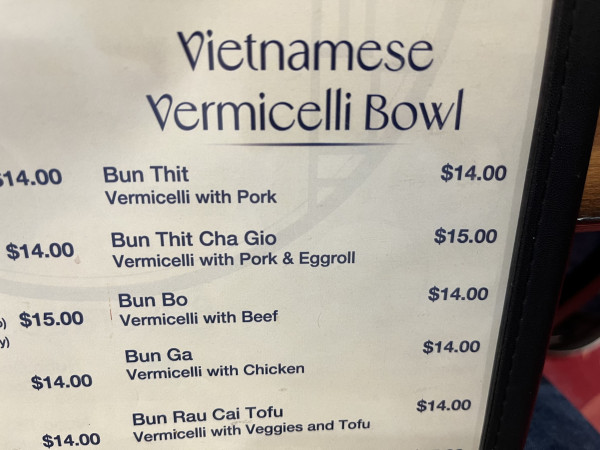 Vietnamese
Vermicelli Bowl
$14.00
Bun Thit $14.00
Vermicelli with Pork
$14.00
Bun Thit Cha Gio $15.00
Vermicelli with Pork & Eggroll
$15.00
Bun Bo $14.00
Vermicelli with Beef
$14.00
Bun Ga $14.00
Vermicelli with Chicken
$14.00
Bun Rau Cai Tofu $14.00
Vermicelli with Veggies and Tofu